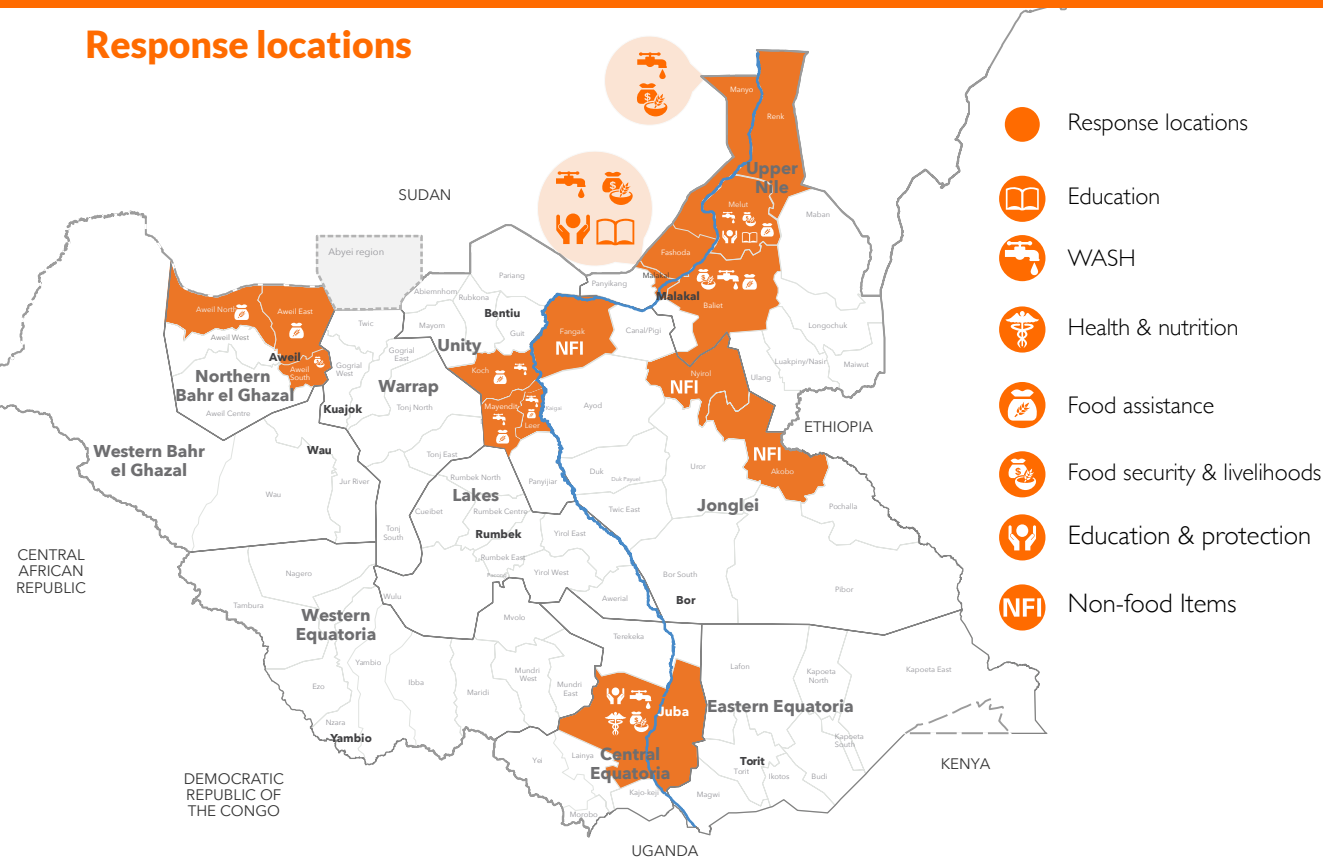 Response locations
Response locations
Education
WASH
Health & nutrition
Food assistance
Food security & livelihoods
Education & protection
NFI
Non-food Items
SUDAN
Manyo
Renk
Upper
Nile
Melut
Maban
Fashoda
Malakal
Malakal
Baliet
Panyikang
Abyei region
Pariang
Abiemnhom
Rubkona
Bentiu
Guit
Mayom
Unity
Fangak
NFI
Canal/Pigi
Longochuk
Luakpiny/Nasir
Maiwut
Ulang
Nyirol
NFI
ETHIOPIA
Aweil North
Aweil East
Aweil West
Aweil
Aweil
South
Northern
Bahr el Ghazal
Aweil Centre
Twic
Gogrial
West
Gogrial
East
Warrap
Kuajok
Tonj North
Koch
Mayendit
Leer
Ayod
NFI
Akobo
Western Bahr
el Ghazal
Wau
Wau
Jur River
Tonj East
Tonj
South
Rumbek North
Lakes
Cueibet
Rumbek Centre
Rumbek
Rumbek East
Panyijiar
Yirol East
Yirol West
Awerial
Wulu
Duk
Duk Payuel
Twic East
Uror
Jonglei
Pochalla
Bor South
Bor
Pibor
CENTRAL
AFRICAN
REPUBLIC
Nagero
Tambura
Western
Equatoria
Yambio
Ezo
Nzara
Yambio
Ibba
Maridi
Mvolo
Mundri
West
Mundri
East
Terekeka
Juba
Central
Equatoria
Yei
Lainya
Morobo
Kajo-keji
Lafon
Kapoeta
North
Kapoeta East
Eastern Equatoria
Kapoeta
South
Torit
Torit
Ikotos
Budi
Magwi
KENYA
DEMOCRATIC
REPUBLIC OF
THE CONGO
UGANDA